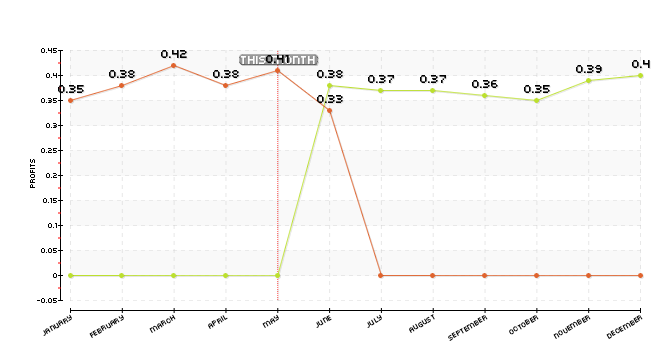 0.45
0.4
0.35
0.3
0.25
0.2
0.15
0.1
0.05
0
-0.05
PROFITS
THIS MONTH
0.35
0.38
0.42
0.38
0.41
0.38
0.33
0.37
0.37
0.36
0.35
0.39
0.4
JANUARY
FEBRUARY
MARCH
APRIL
MAY
JUNE
JULY
AUGUST
SEPTEMBER
OCTOBER
NOVEMBER
DECEMBER